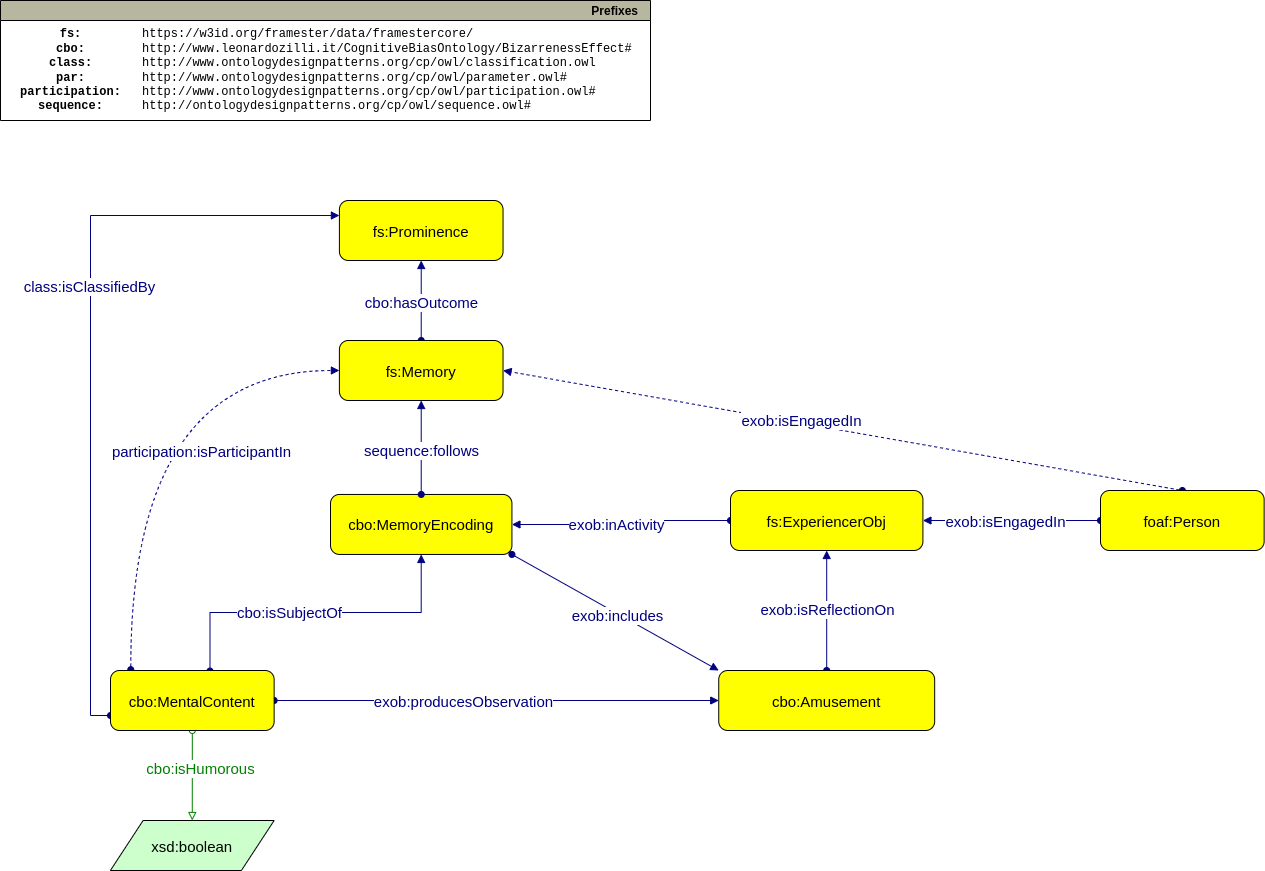 Prefixes
fs: https://w3id.org/framester/data/framestercore/
cbo: http://www.leonardozilli.it/CognitiveBiasOntology/BizarrenessEffect#
class: http://www.ontologydesignpatterns.org/cp/owl/classification.owl
par: http://www.ontologydesignpatterns.org/cp/owl/parameter.owl#
participation: http://www.ontologydesignpatterns.org/cp/owl/participation.owl#
sequence: http://ontologydesignpatterns.org/cp/owl/sequence.owl#
fs:Prominence
class:isClassifiedBy
cbo:hasOutcome
fs:Memory
exob:isEngagedIn
participation:isParticipantIn
sequence:follows
cbo:MemoryEncoding
exob:inActivity
fs:ExperiencerObj
exob:isEngagedIn
foaf:Person
cbo:isSubjectOf
exob:includes
exob:isReflectionOn
cbo:MentalContent
exob:producesObservation
cbo:Amusement
cbo:isHumorous
xsd:boolean